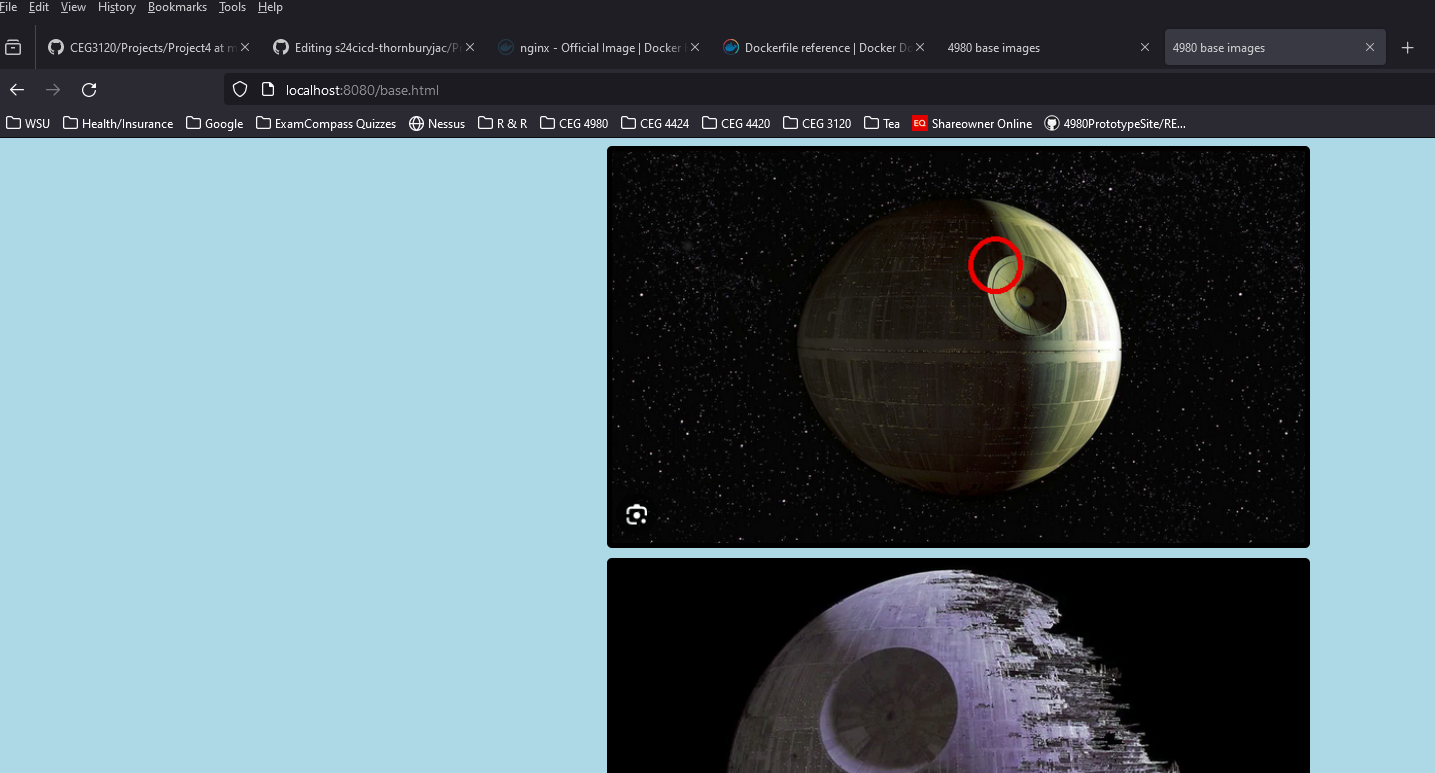 File Edit View History Bookmarks Tools Help
CEG3120/Projects/Project4 at m Editing s24cicd-thornburyjac/P nginx - Official Image | Docker Dockerfile reference | Docker Do 4980 base images 4980 base images
localhost:8080/base.html
WSU Health/Insurance Google ExamCompass Quizzes Nessus R & R CEG 4980 CEG 4424 CEG 4420 CEG 3120 Tea EQ Shareowner Online 4980PrototypeSite/RE...